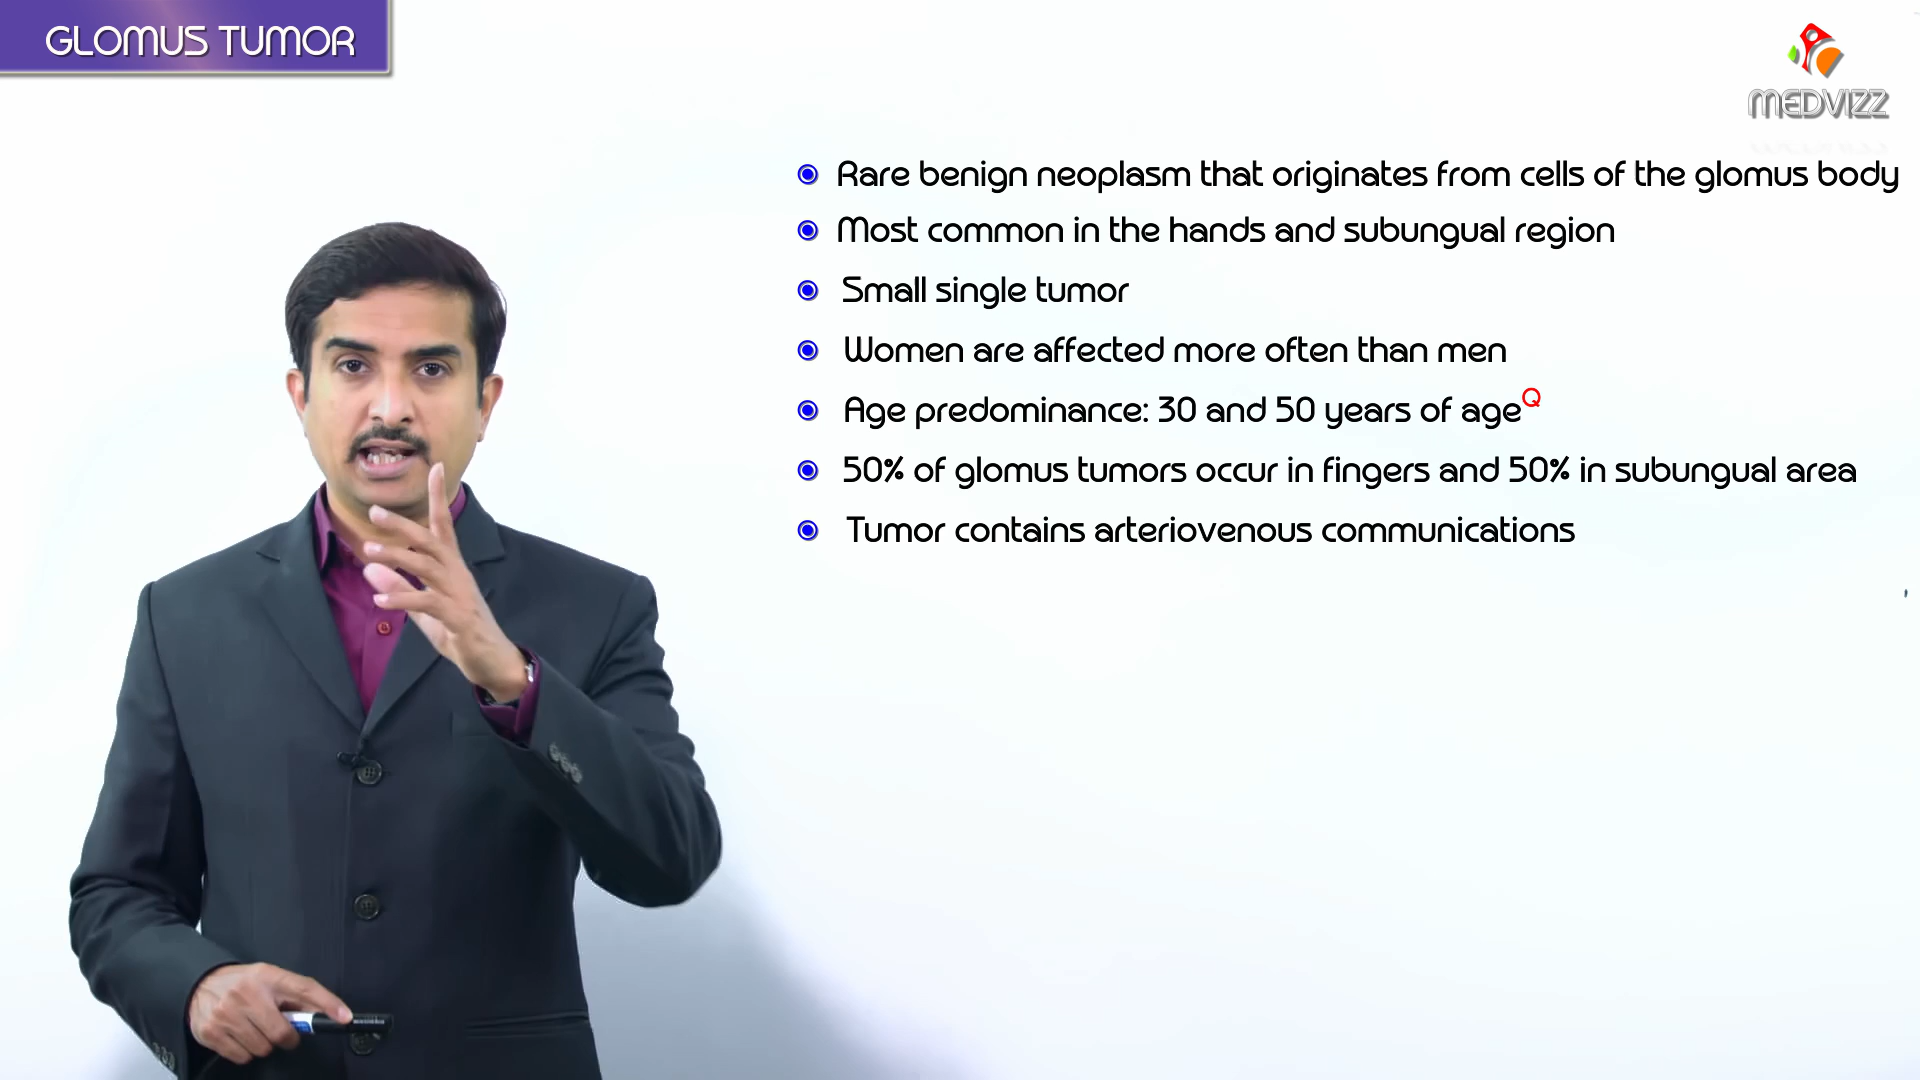 GLOMUS TUMOR
MEDVIZZ
Rare benign neoplasm that originates from cells of the glomus body
Most common in the hands and subungual region
Small single tumor
Women are affected more often than men
Age predominance: 30 and 50 years of ageQ
50% of glomus tumors occur in fingers and 50% in subungual area
Tumor contains arteriovenous communications